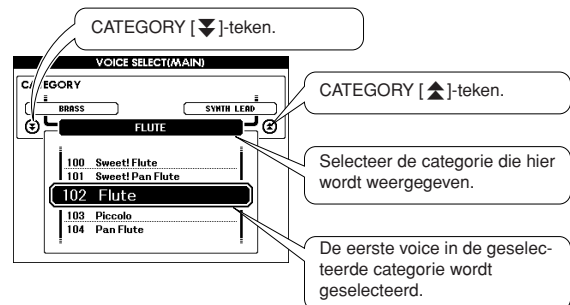 CATEGORY [ ]-teken.
VOICE SELECT(MAIN)
CATEGORY
BRASS
SYNTH LEAD
FLUTE
100 Sweet! Flute
101 Sweet! Pan Flute
102 Flute
103 Piccolo
104 Pan Flute
CATEGORY [ ]-teken.
Selecteer de categorie die hier
wordt weergegeven.
De eerste voice in de geselec-
teerde categorie wordt
geselecteerd.